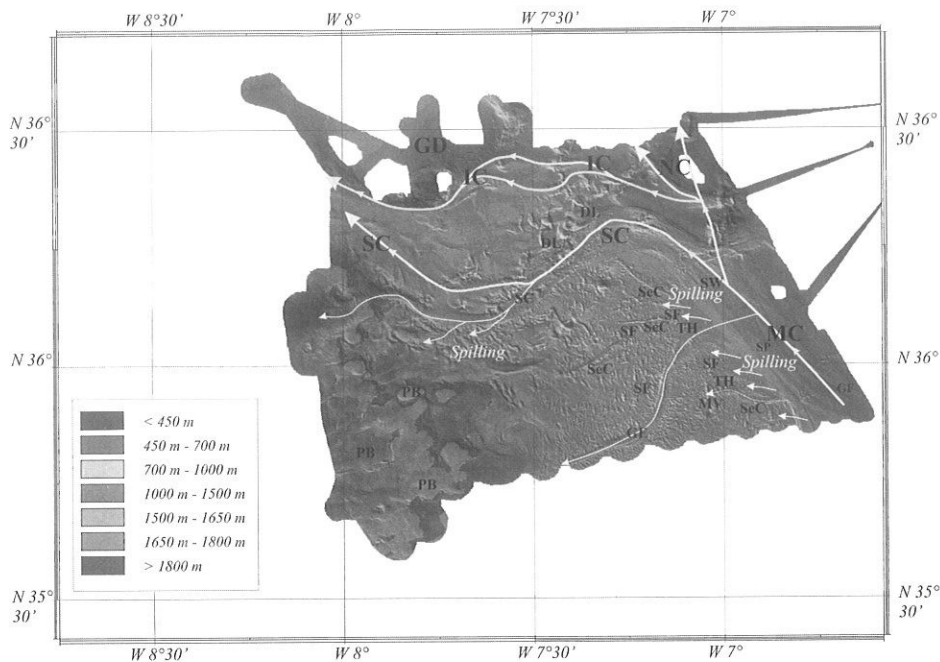 W 8°30'
W 8°
W 7°30'
W 7°
N 36°
30'
N 36°
30'
GD
IC
IC
NC
DL
SC
SC
DL
SW
SeC
Spilling
SC
SF
SF
SeC
TH
MC
Spilling
SP
N 36°
00'
N 36°
00'
SF
Spilling
SeC
TH
PB
SF
MV
SeC
GF
GF
PB
PB
< 450 m
450 m - 700 m
700 m - 1000 m
1000 m - 1500 m
1500 m - 1650 m
1650 m - 1800 m
> 1800 m
N 35°
30'
N 35°
30'
W 8°30'
W 8°
W 7°30'
W 7°